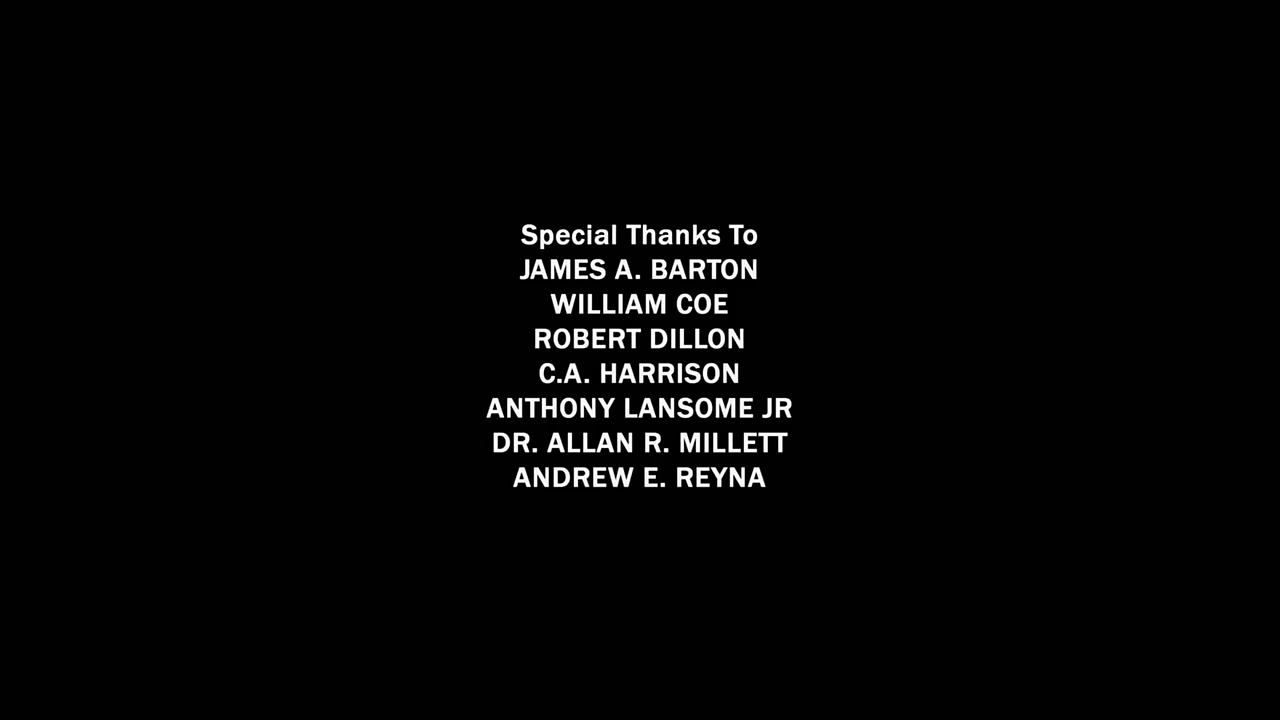 Special Thanks To
JAMES A. BARTON
WILLIAM COE
ROBERT DILLON
C.A. HARRISON
ANTHONY LANSOME JR
DR. ALLAN R. MILLETT
ANDREW E. REYNA